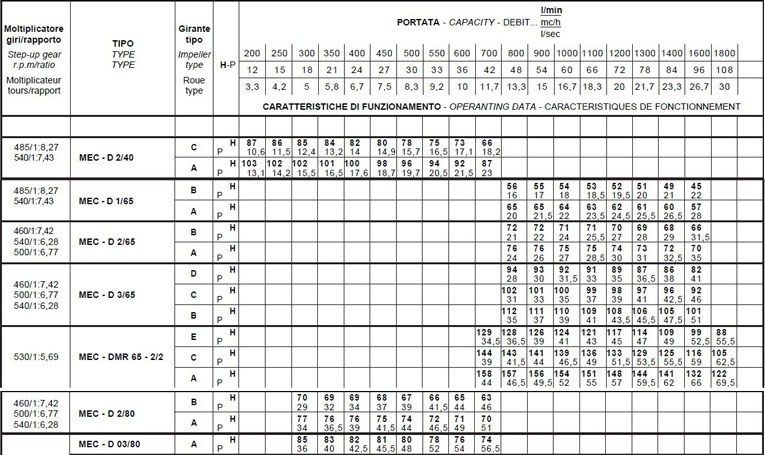 Moltiplicatore
giri/rapporto
Step-up gear
r.p.m/ratio
Moltiplicateur
tours/rapport
TIPO
TYPE
TYPE
Girante
tipo
Impeller
type
Roue
type
H-P
PORTATA - CAPACITY - DEBIT... l/min
mc/h
l/sec
200 250 300 350 400 450 500 550 600 700 800 900 1000 1100 1200 1300 1400 1600 1800
12 15 18 21 24 27 30 33 36 42 48 54 60 66 72 78 84 96 108
3,3 4,2 5 5,8 6,7 7,5 8,3 9,2 10 11,7 13,3 15 16,7 18,3 20 21,7 23,3 26,7 30
CARATTERISTICHE DI FUNZIONAMENTO - OPERANTING DATA - CARACTERISTIQUES DE FONCTIONNEMENT
485/1:8,27
540/1:7,43
MEC - D 2/40
C H 87 86 85 84 82 80 78 75 73 66
P 10,6 11,5 12,4 13,2 14 14,9 15,7 16,5 17,1 18,2
A H 103 102 102 101 100 98 96 94 92 87
P 13,1 14,2 15,5 16,5 17,6 18,7 19,7 20,5 21,5 23
485/1:8,27
540/1:7,43
MEC - D 1/65
B H 56 55 54 53 52 51 49 45
P 16 17 18 18,5 19,5 20 21 22
A H 65 65 64 63 62 61 60 57
P 20 21,5 22 23,5 24,5 25,5 26,5 28
460/1:7,42
540/1:6,28
500/1:6,77
MEC - D 2/65
B H 72 72 71 71 70 69 68 66
P 21 22 24 25,5 27 28 29 31,5
A H 76 76 75 75 74 73 72 70
P 24 26 27 28,5 30 31 32,5 35
460/1:7,42
500/1:6,77
540/1:6,28
MEC - D 3/65
D H 94 93 92 91 89 87 86 82
P 28 30 31,5 33 35 36,5 38 41
C H 102 101 100 99 98 97 96 92
P 31 33 35 37 39 41 42,5 46
B H 112 111 110 109 108 106 105 101
P 35 37 39 41 43,5 45,5 47,5 51
530/1:5,69
MEC - DMR 65 - 2/2
E H 129 128 126 124 121 117 114 109 99 88
P 34,5 36,5 39 41 43 45 47 49 52,5 55,5
C H 144 143 141 139 136 133 129 125 116 105
P 39 41,5 44 46,5 49 51,5 53,5 55,5 59 62,5
A H 158 157 156 154 151 148 144 141 132 122
P 44 46,5 49,5 52 55 57 59,5 62 66 69,5
460/1:7,42
500/1:6,77
540/1:6,28
MEC - D 2/80
B H 70 69 69 68 67 66 65 63
P 29 32 34 37 39 41,5 44 46
A H 77 76 76 75 74 72 71 70
P 34 36,5 39 41,5 44 46,5 49 51
MEC - D 03/80
A H 85 83 82 81 80 78 76 74
P 36 40 42,5 45,5 48 52 54 56,5